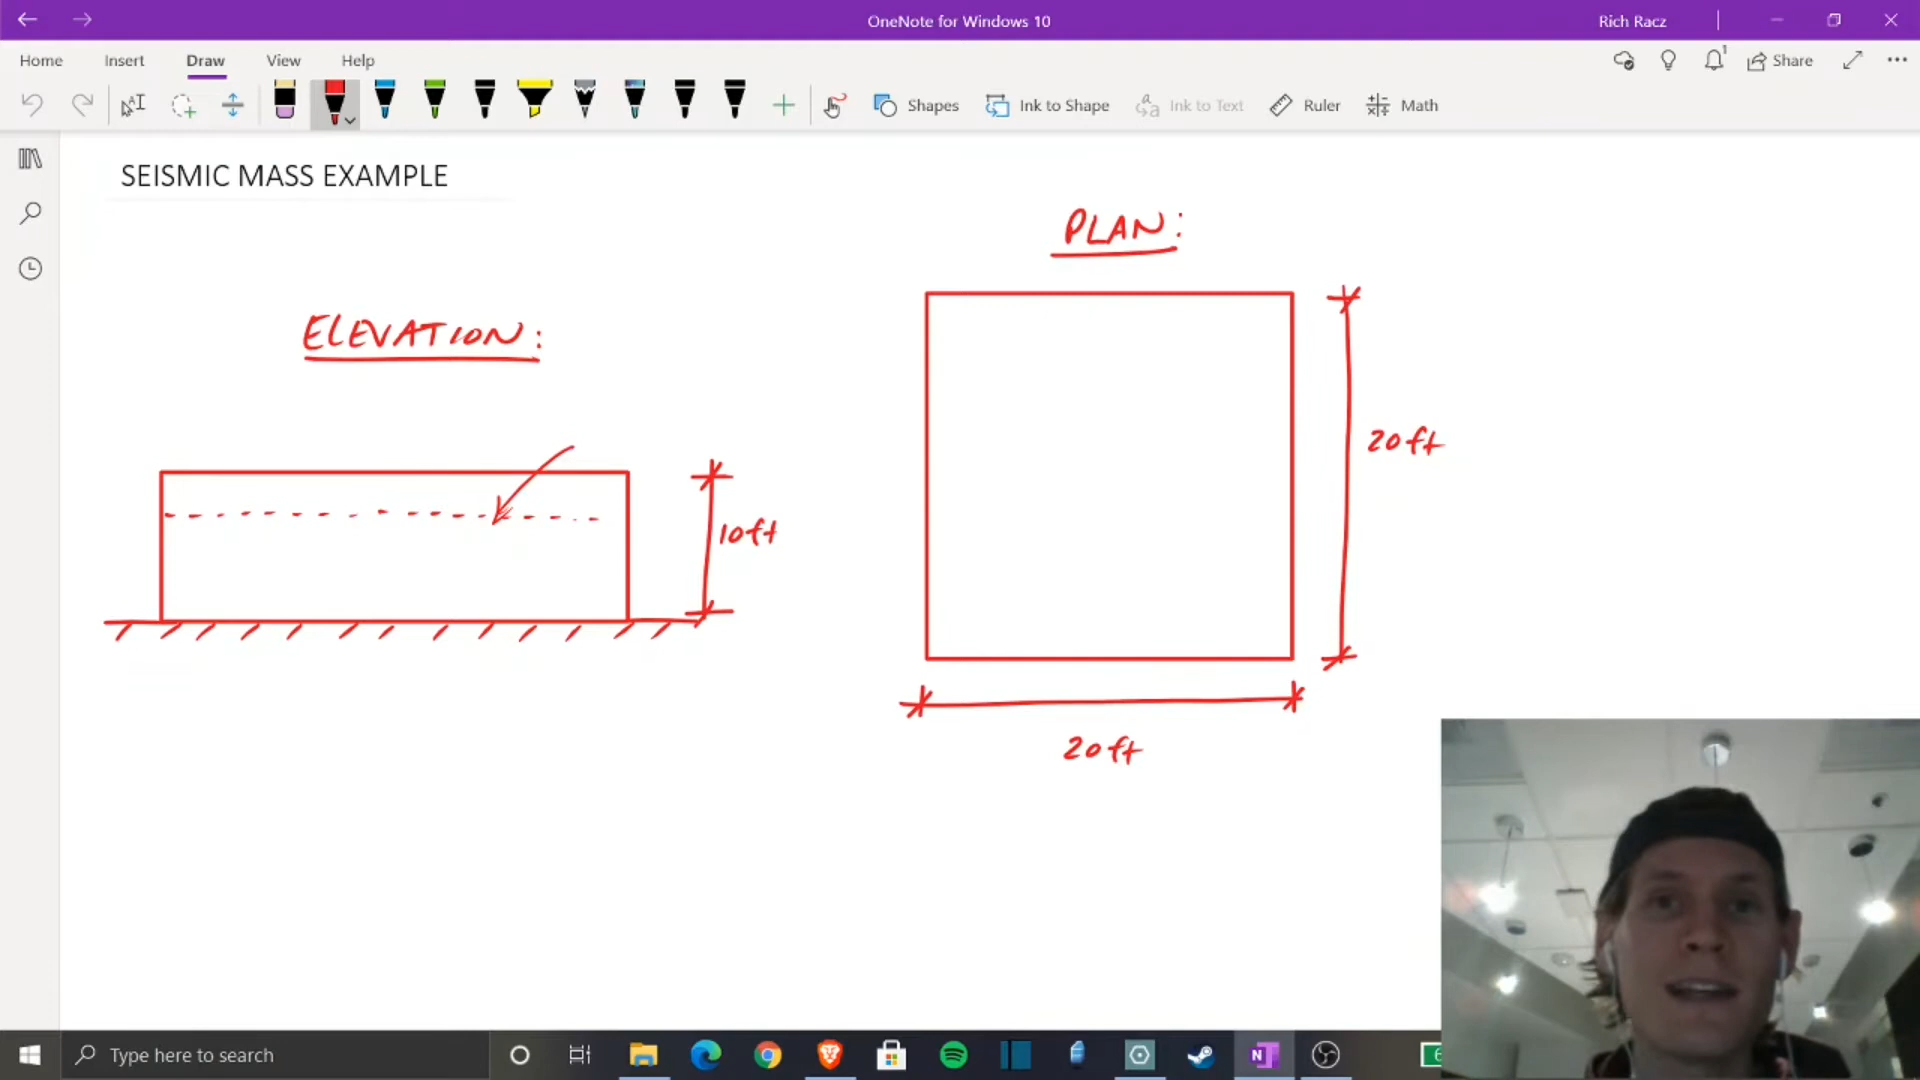 OneNote for Windows 10
Rich Racz
Home Insert Draw View Help
Share
Shapes Ink to Shape Ink to Text Ruler Math
SEISMIC MASS EXAMPLE
PLAN:
ELEVATION:
20ft
10ft
20ft
Type here to search